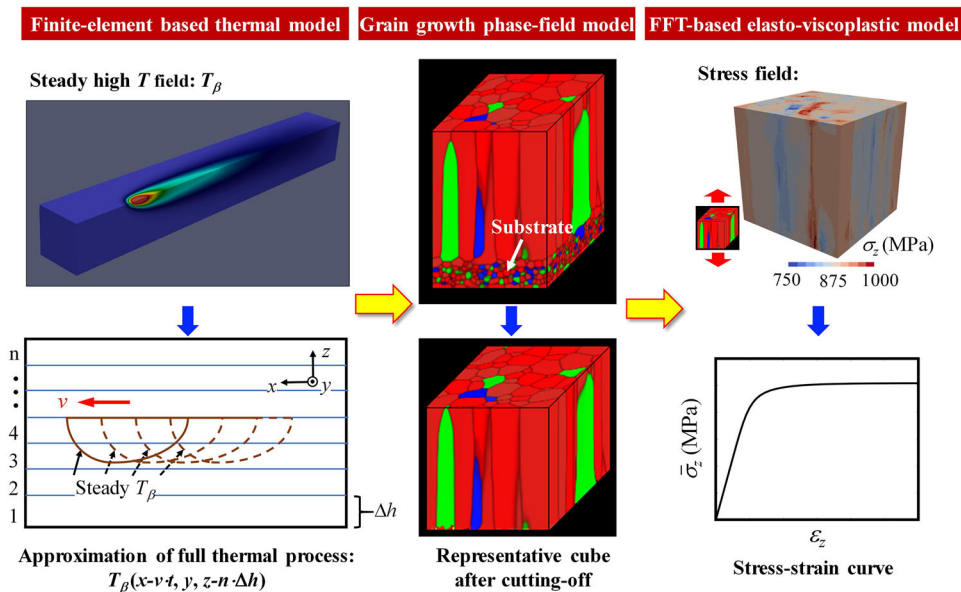 Finite-element based thermal model
Grain growth phase-field model
FFT-based elasto-viscoplastic model
Steady high T field: Tβ
Substrate
Stress field:
σz (MPa)
750 875 1000
n
4
3
2
1
v
z
x
y
Steady Tβ
Δh
Approximation of full thermal process:
Tβ(x-v·t, y, z-n·Δh)
Representative cube
after cutting-off
σ̄z (MPa)
εz
Stress-strain curve